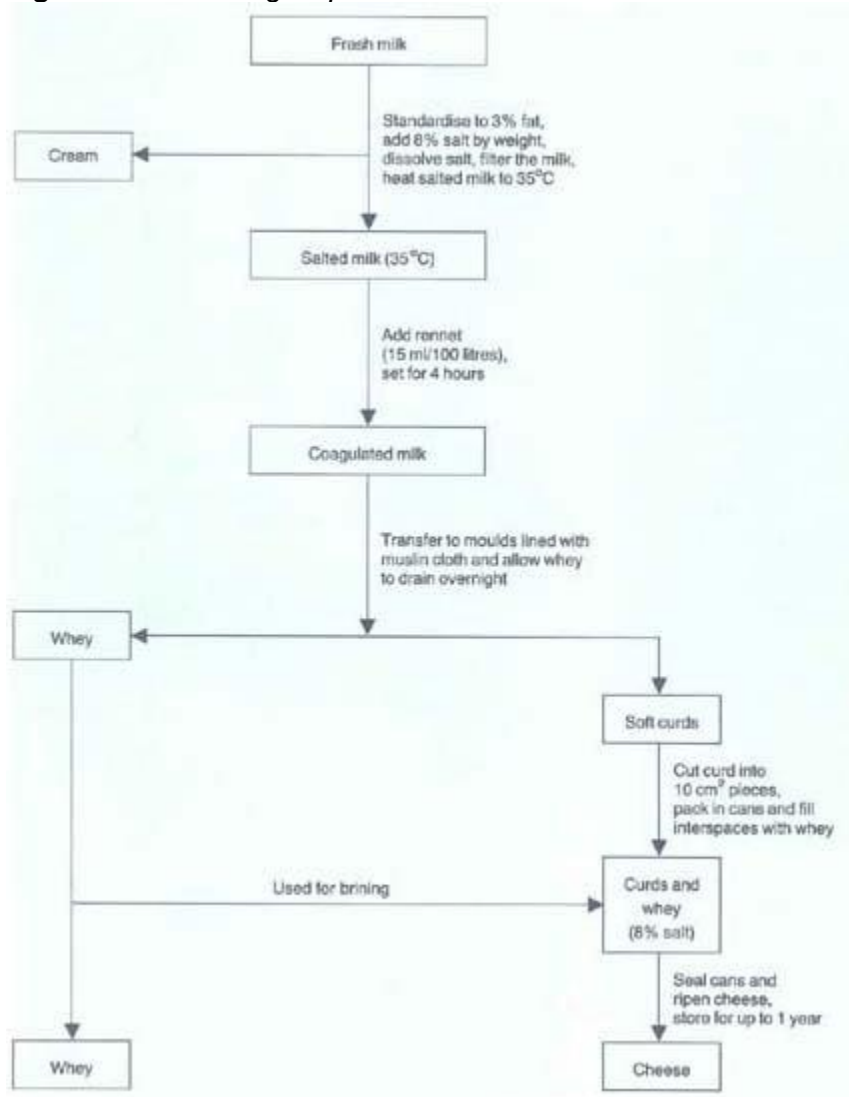 Fresh milk
Standardise to 3% fat,
add 8% salt by weight,
dissolve salt, filter the milk,
heat salted milk to 35°C
Cream
Salted milk (35°C)
Add rennet
(15 ml/100 litres),
set for 4 hours
Coagulated milk
Transfer to moulds lined with
muslin cloth and allow whey
to drain overnight
Whey
Soft curds
Cut curd into
10 cm² pieces,
pack in cans and fill
interspaces with whey
Used for brining
Curds and
whey
(8% salt)
Seal cans and
ripen cheese,
store for up to 1 year
Whey
Cheese